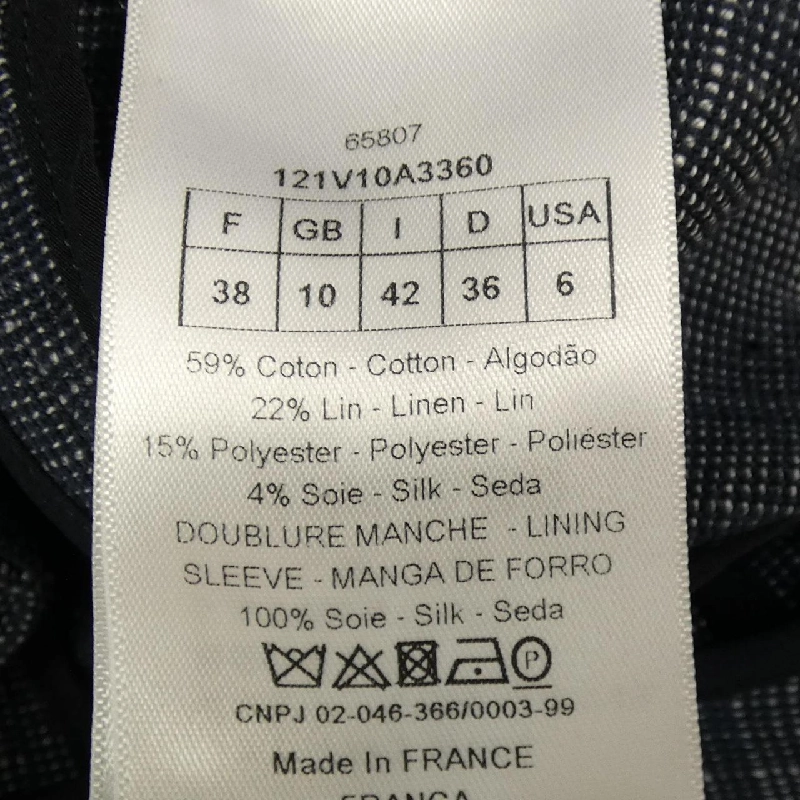 65807
121V10A3360
F GB I D USA
38 10 42 36 6
59% Coton - Cotton - Algodão
22% Lin - Linen - Lin
15% Polyester - Polyester - Poliéster
4% Soie - Silk - Seda
DOUBLURE MANCHE - LINING
SLEEVE - MANGA DE FORRO
100% Soie - Silk - Seda
P
CNPJ 02-046-366/0003-99
Made In FRANCE
FRANÇA